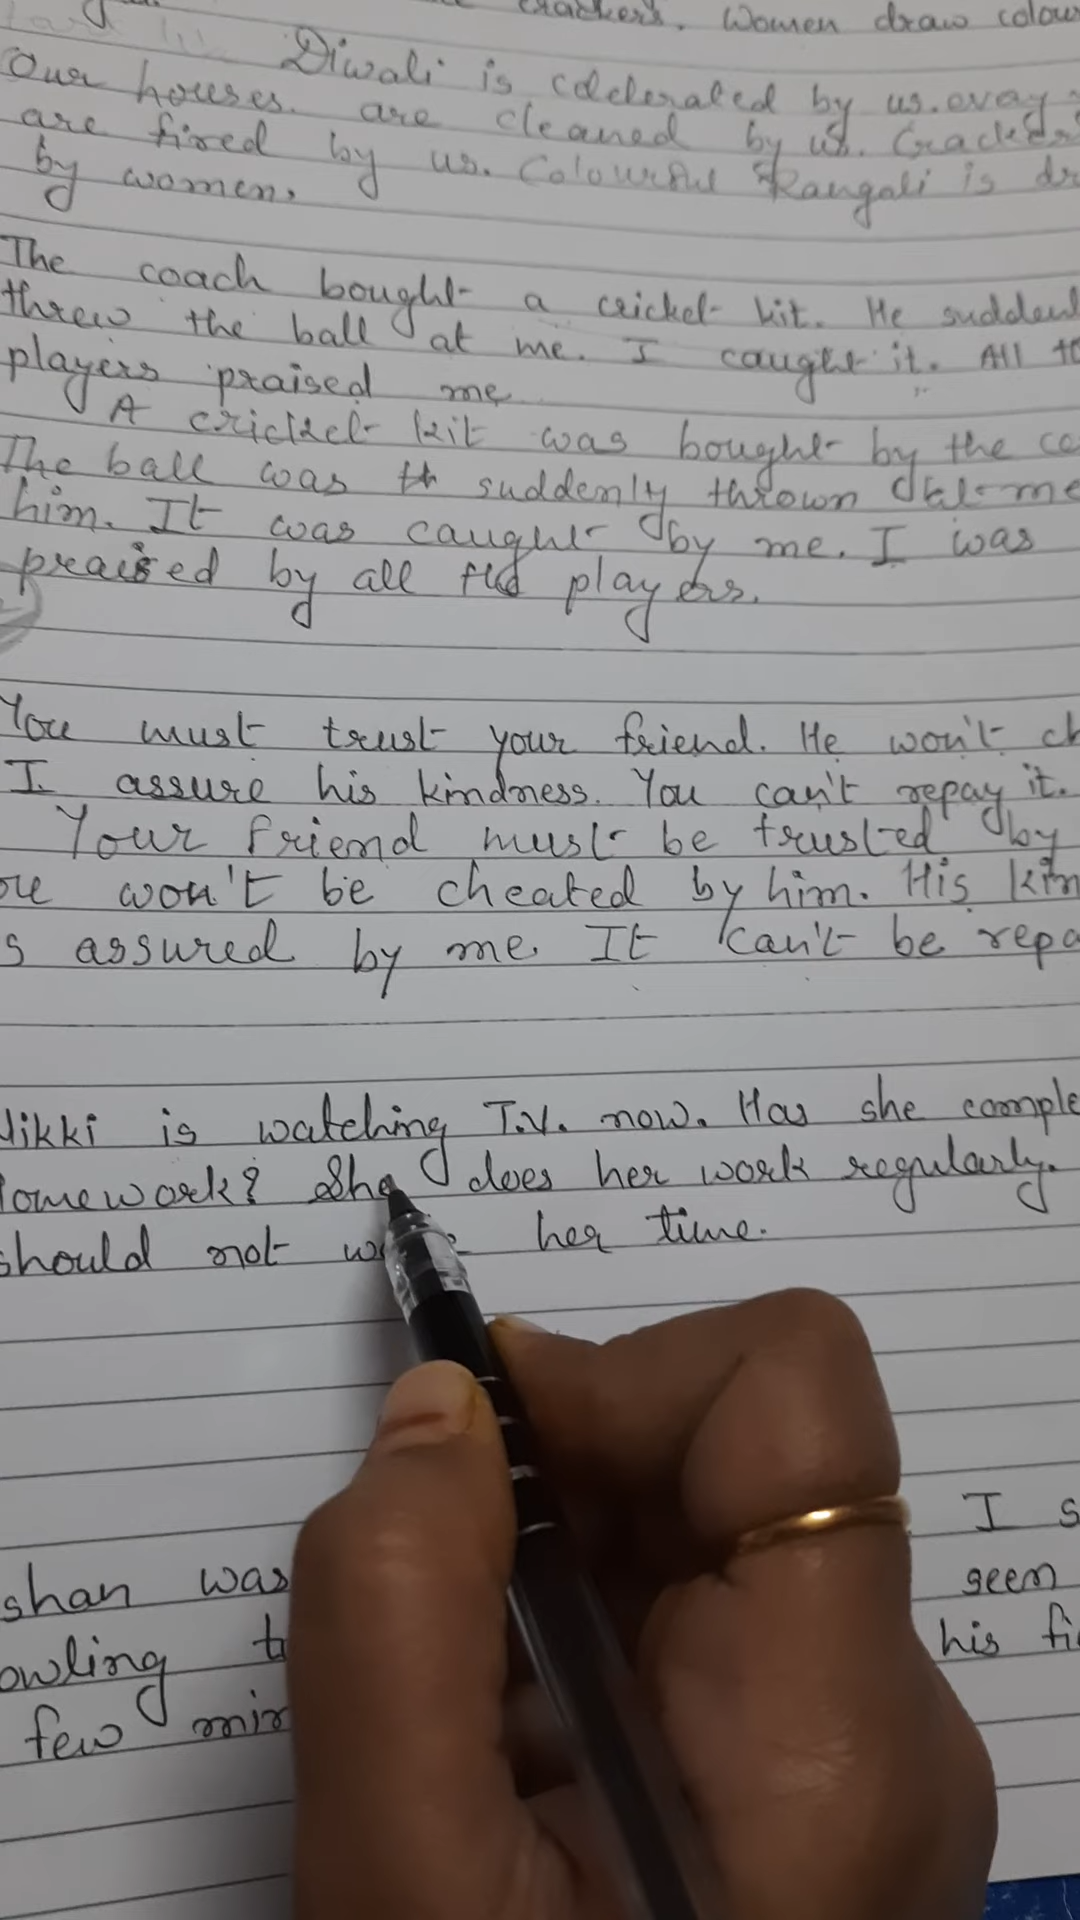 crackers. Women draw colou
Diwali is celebrated by us. every
Our houses. are cleaned by us. Crackers
are fired by us. Colourful Rangali is dr
by women.
The coach bought a cricket kit. He sudden
threw the ball at me. I caught it. All t
players praised me
A cricket kit was bought by the co
The ball was th suddenly thrown at me
him. It was caught by me. I was
praised by all the players.
You must trust your friend. He won't ch
I assure his kindness. You can't repay it.
Your friend must be trusted by
ou won't be cheated by him. His kin
s assured by me. It can't be repa
ikki is watching T.V. now. Has she comple
omework? She does her work regularly.
should not her time.
I s
shan was seen
owling t his fi
few min